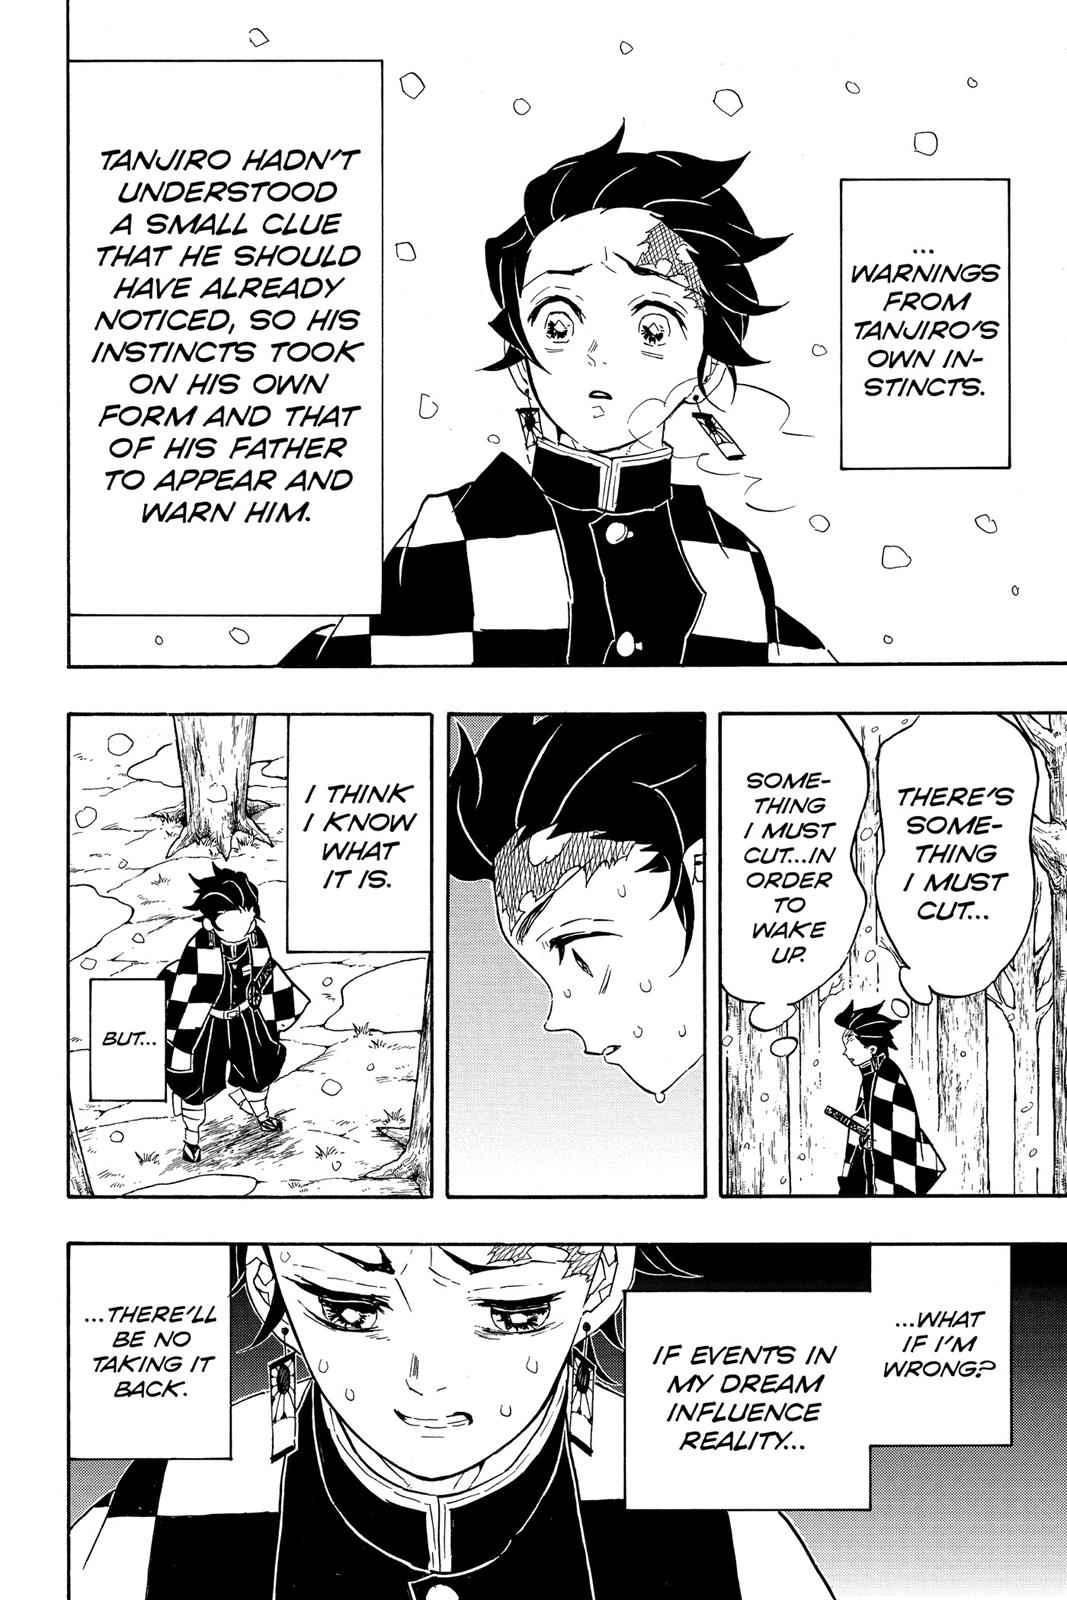 ...
WARNINGS
FROM
TANJIRO'S
OWN IN-
STINCTS.
TANJIRO HADN'T
UNDERSTOOD
A SMALL CLUE
THAT HE SHOULD
HAVE ALREADY
NOTICED, SO HIS
INSTINCTS TOOK
ON HIS OWN
FORM AND THAT
OF HIS FATHER
TO APPEAR AND
WARN HIM.
THERE'S
SOME-
THING
I MUST
CUT...
SOME-
THING
I MUST
CUT...IN
ORDER
TO
WAKE
UP.
I THINK
I KNOW
WHAT
IT IS.
BUT...
...WHAT
IF I'M
WRONG?
IF EVENTS IN
MY DREAM
INFLUENCE
REALITY...
...THERE'LL
BE NO
TAKING IT
BACK.